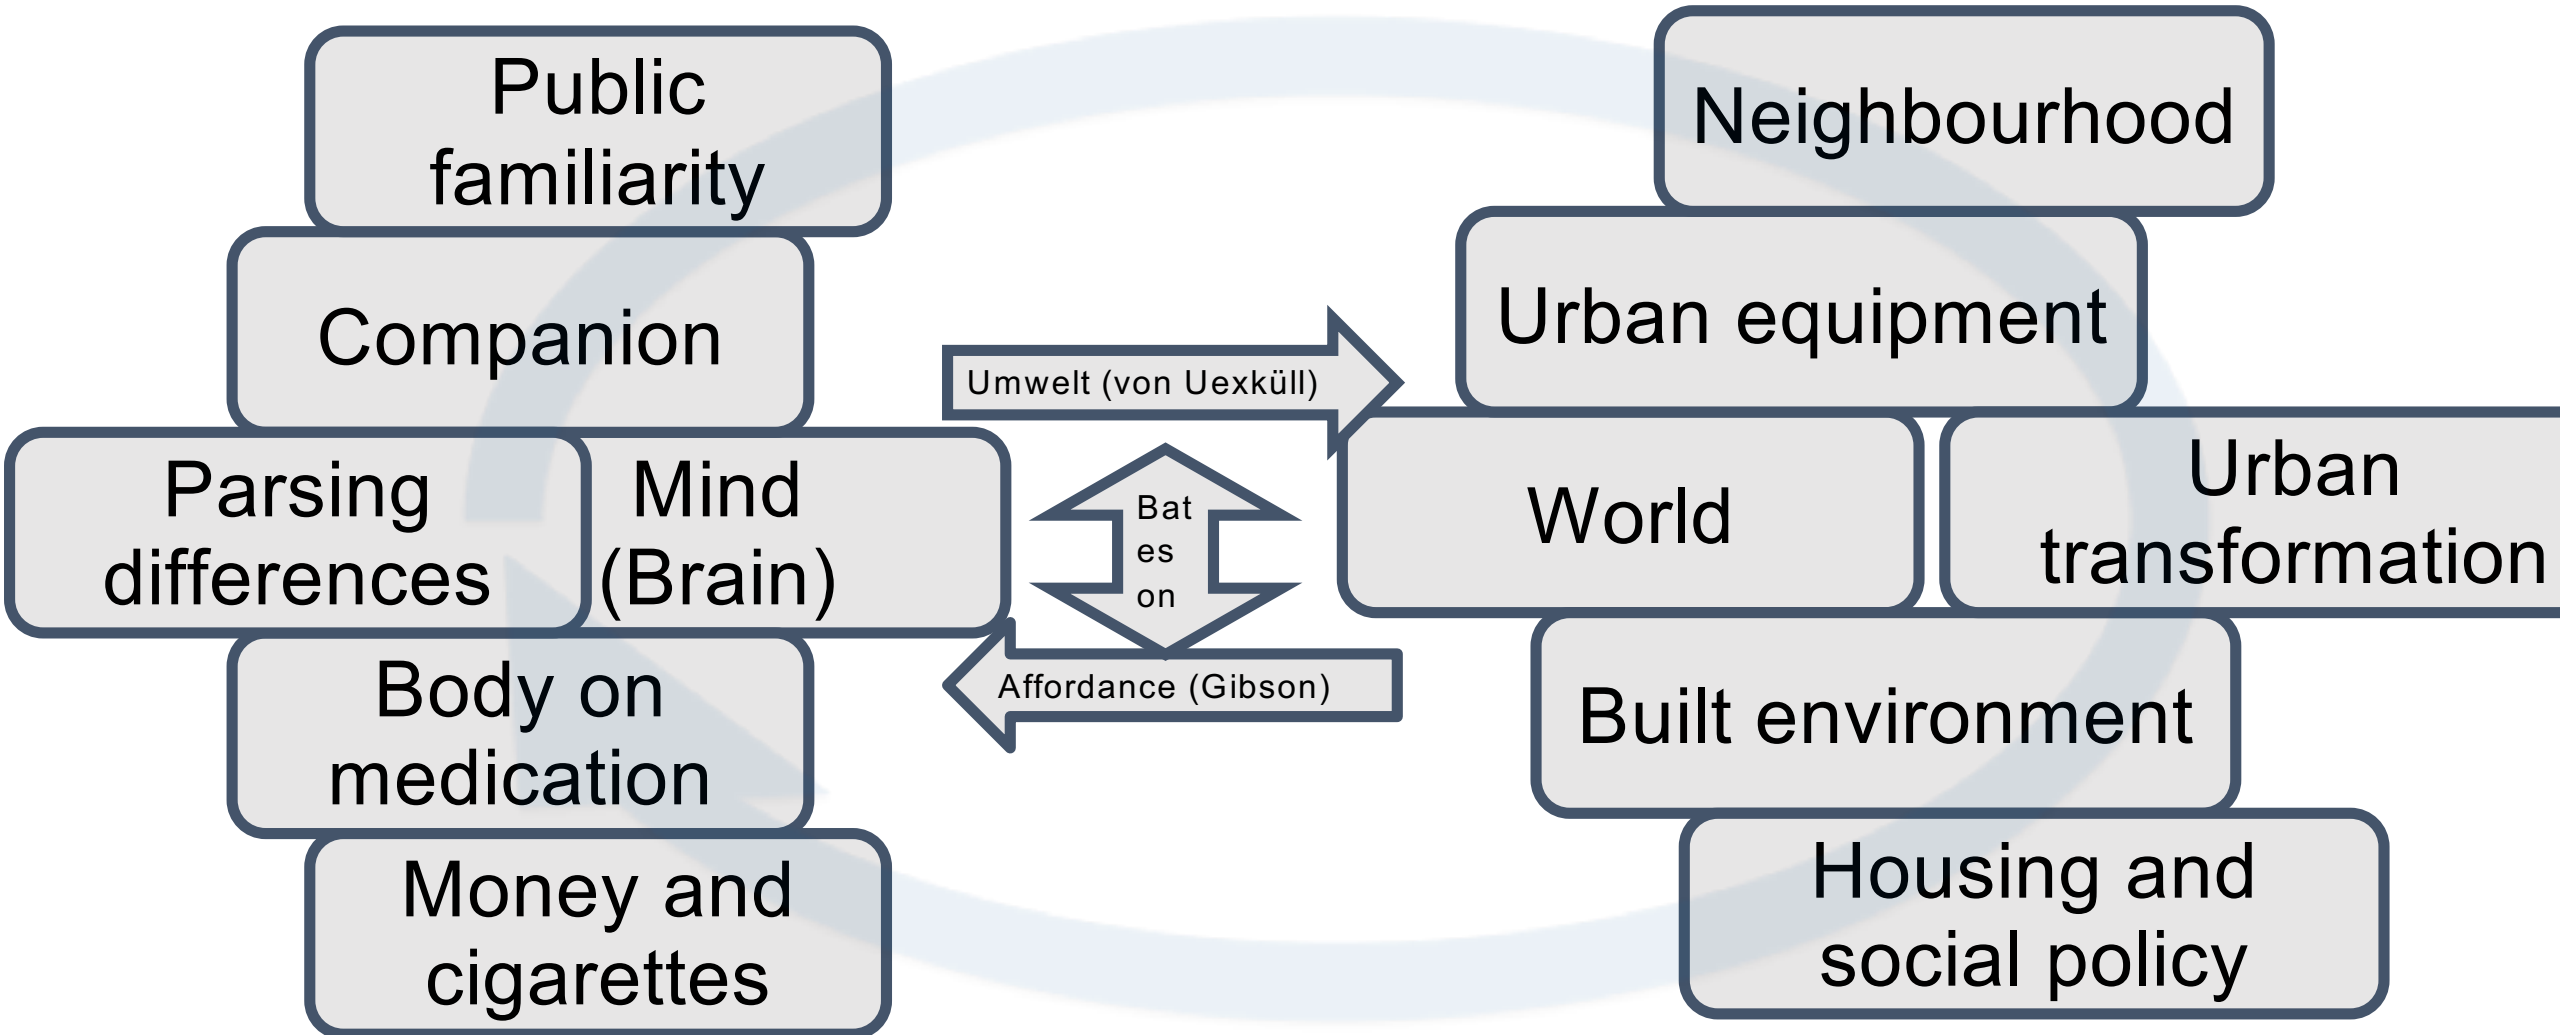 Public
familiarity
Companion
Parsing
differences
Mind
(Brain)
Body on
medication
Money and
cigarettes
Umwelt (von Uexküll)
Bat
es
on
Affordance (Gibson)
Neighbourhood
Urban equipment
World
Urban
transformation
Built environment
Housing and
social policy